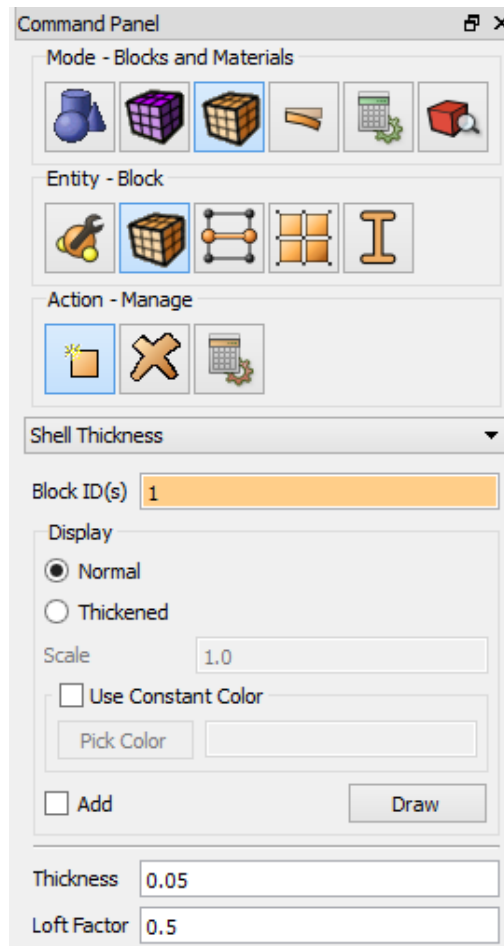 Command Panel
Mode - Blocks and Materials
Entity - Block
Action - Manage
Shell Thickness
Block ID(s) 1
Display
Normal
Thickened
Scale 1.0
Use Constant Color
Pick Color
Add Draw
Thickness 0.05
Loft Factor 0.5